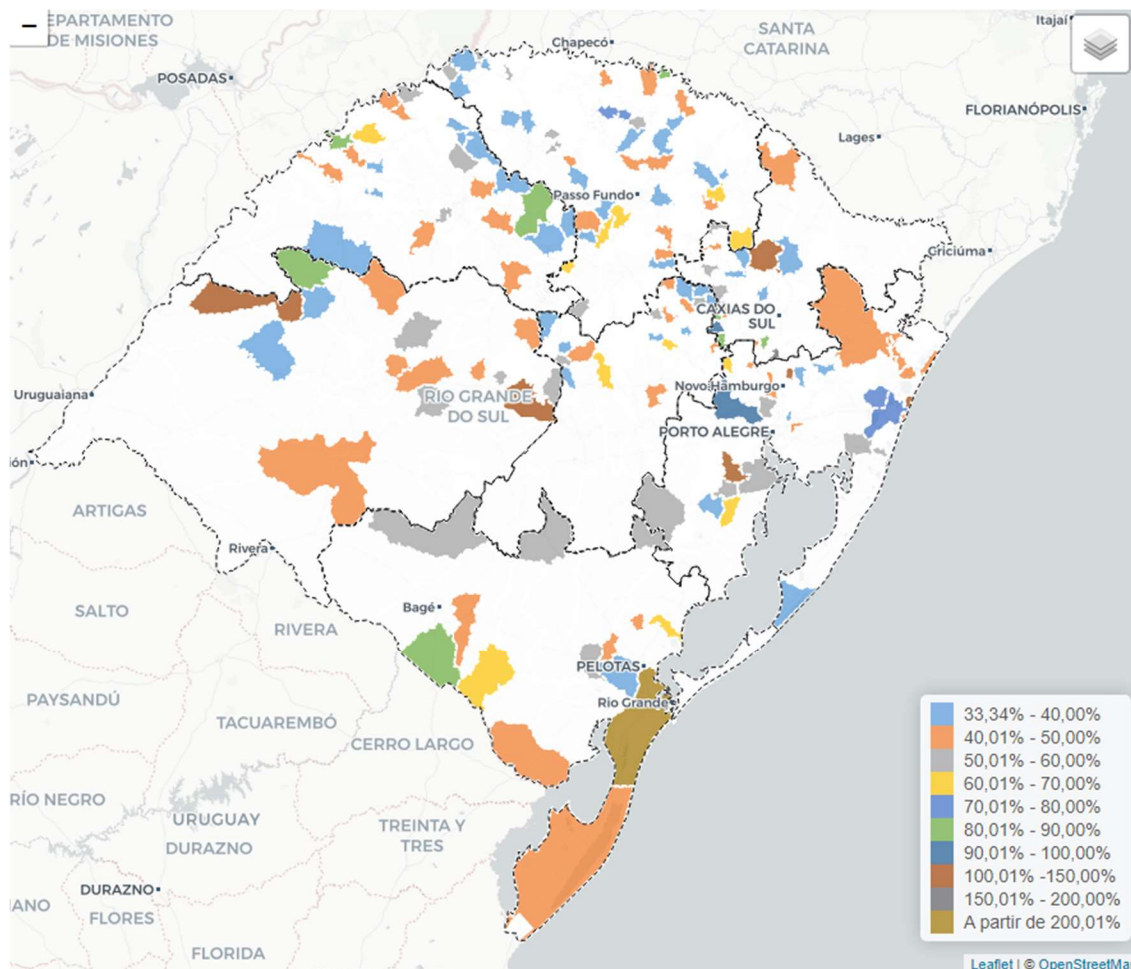 −
EPARTAMENTO
DE MISIONES
Chapecó
SANTA
CATARINA
Itajaí
POSADAS
FLORIANÓPOLIS
Lages
Passo Fundo
Criciúma
CAXIAS DO
SUL
Uruguaiana
RIO GRANDE
DO SUL
Novo Hamburgo
PORTO ALEGRE
ión
ARTIGAS
Rivera
SALTO
RIVERA
Bagé
PELOTAS
PAYSANDÚ
Rio Grande
TACUAREMBÓ
CERRO LARGO
RÍO NEGRO
URUGUAY
DURAZNO
TREINTA Y
TRES
DURAZNO
IANO
FLORES
FLORIDA
33,34% - 40,00%
40,01% - 50,00%
50,01% - 60,00%
60,01% - 70,00%
70,01% - 80,00%
80,01% - 90,00%
90,01% - 100,00%
100,01% -150,00%
150,01% - 200,00%
A partir de 200,01%
Leaflet | © OpenStreetMa